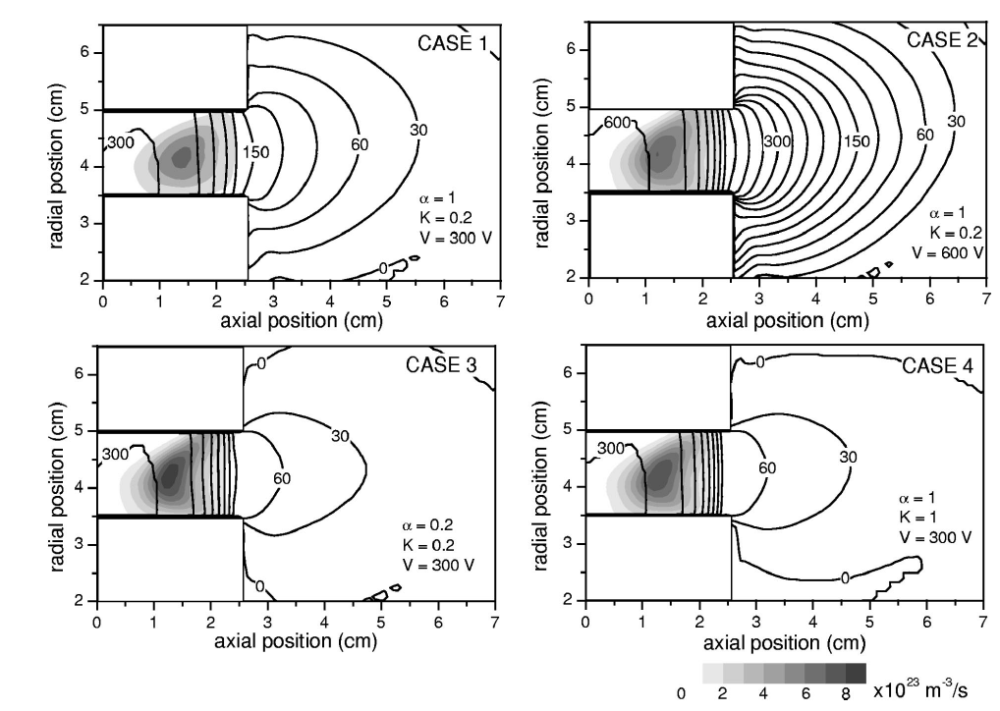 CASE 1
6
5
4
3
2
radial position (cm)
300
150
60
30
0
α = 1
K = 0.2
V = 300 V
0 1 2 3 4 5 6 7
axial position (cm)
CASE 2
6
5
4
3
2
radial position (cm)
600
300
150
60
30
α = 1
K = 0.2
V = 600 V
0 1 2 3 4 5 6 7
axial position (cm)
CASE 3
6
5
4
3
2
radial position (cm)
0
300
30
60
0
α = 0.2
K = 0.2
V = 300 V
0 1 2 3 4 5 6 7
axial position (cm)
CASE 4
6
5
4
3
2
radial position (cm)
0
300
30
60
0
α = 1
K = 1
V = 300 V
0 1 2 3 4 5 6 7
axial position (cm)
0 2 4 6 8 x10²³ m⁻³/s